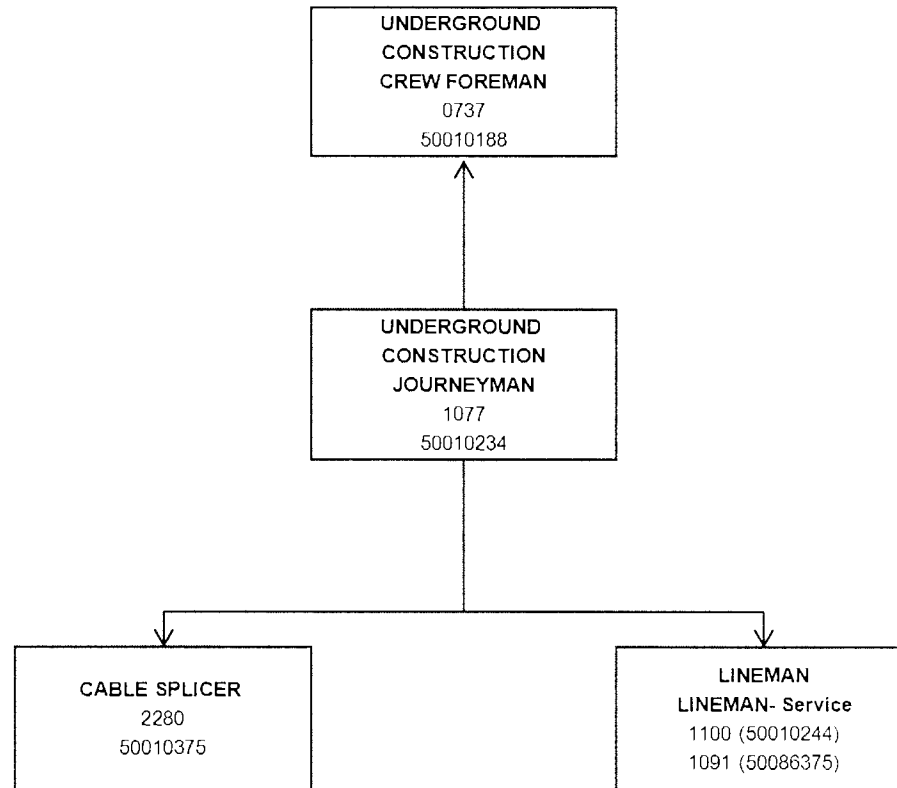 UNDERGROUND
CONSTRUCTION
CREW FOREMAN
0737
50010188
UNDERGROUND
CONSTRUCTION
JOURNEYMAN
1077
50010234
CABLE SPLICER
2280
50010375
LINEMAN
LINEMAN- Service
1100 (50010244)
1091 (50086375)